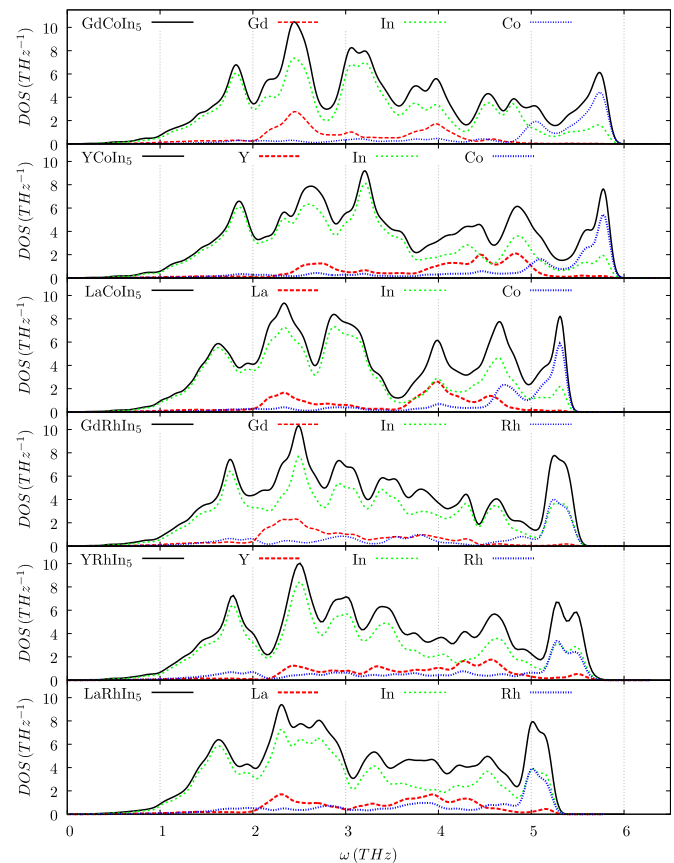 GdCoIn5 Gd In Co
DOS (THz⁻¹)
10
8
6
4
2
0
YCoIn5 Y In Co
DOS (THz⁻¹)
10
8
6
4
2
0
LaCoIn5 La In Co
DOS (THz⁻¹)
10
8
6
4
2
0
GdRhIn5 Gd In Rh
DOS (THz⁻¹)
10
8
6
4
2
0
YRhIn5 Y In Rh
DOS (THz⁻¹)
10
8
6
4
2
0
LaRhIn5 La In Rh
DOS (THz⁻¹)
10
8
6
4
2
0
0 1 2 3 4 5 6
ω (THz)